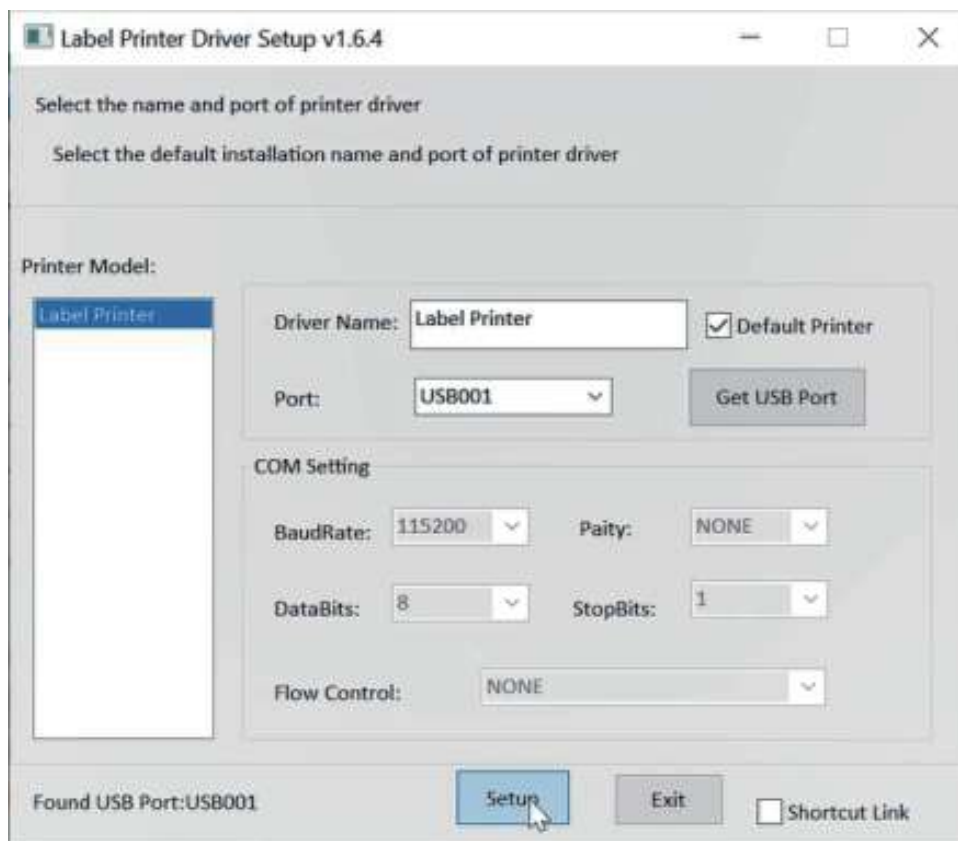 Label Printer Driver Setup v1.6.4
Select the name and port of printer driver
Select the default installation name and port of printer driver
Printer Model:
Label Printer
Driver Name: Label Printer
Default Printer
Port: USB001
Get USB Port
COM Setting
BaudRate: 115200
Paity: NONE
DataBits: 8
StopBits: 1
Flow Control: NONE
Found USB Port:USB001
Setup
Exit
Shortcut Link